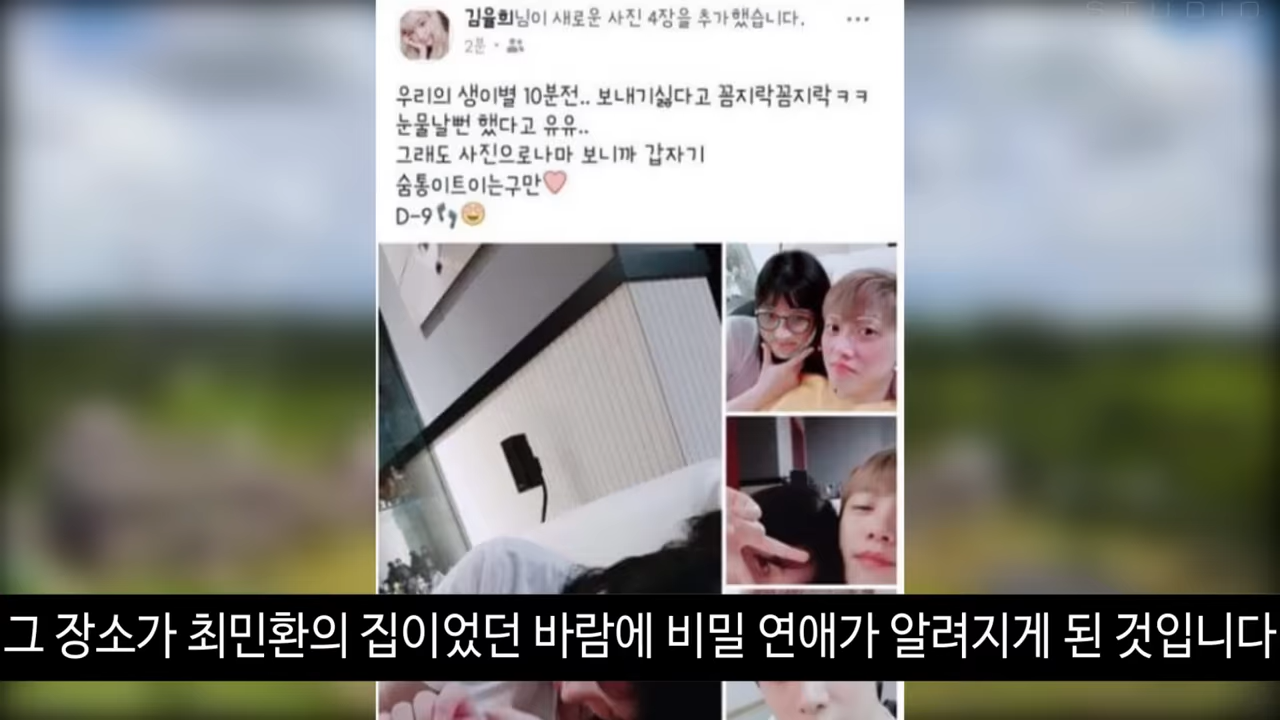 STUDIO
김율희님이 새로운 사진 4장을 추가했습니다.
2분
우리의 생이별 10분전.. 보내기싫다고 꼼지락꼼지락ㅋㅋ
눈물날뻔 했다고 유유..
그래도 사진으로나마 보니까 갑자기
숨통이트이는구만
D-9
그 장소가 최민환의 집이었던 바람에 비밀 연애가 알려지게 된 것입니다